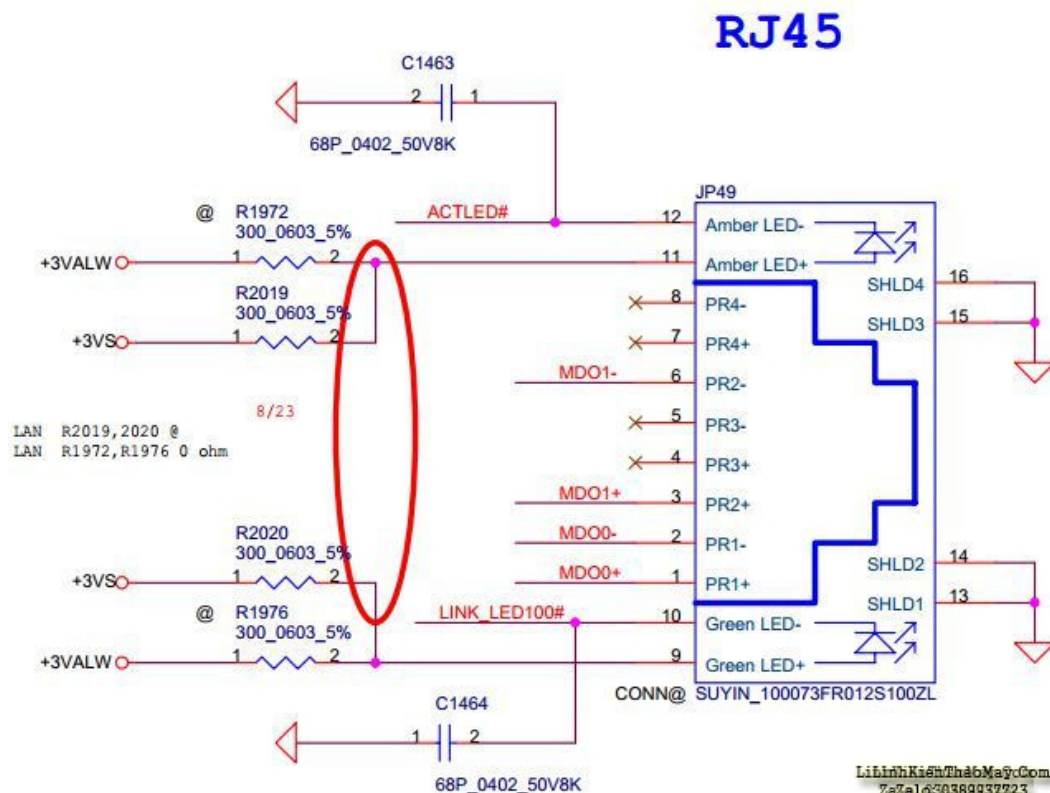 RJ45
C1463
2 1
68P_0402_50V8K
JP49
@ R1972
300_0603_5%
ACTLED#
12 Amber LED-
+3VALW 1 2
11 Amber LED+
16 SHLD4
R2019
300_0603_5%
8 PR4-
15 SHLD3
+3VS 1 2
7 PR4+
MDO1- 6 PR2-
8/23
5 PR3-
LAN R2019,2020 @
LAN R1972,R1976 0 ohm
4 PR3+
MDO1+ 3 PR2+
R2020
300_0603_5%
MDO0- 2 PR1-
14 SHLD2
+3VS 1 2
MDO0+ 1 PR1+
13 SHLD1
@ R1976
300_0603_5%
LINK_LED100#
10 Green LED-
+3VALW 1 2
9 Green LED+
CONN@ SUYIN_100073FR012S100ZL
C1464
1 2
68P_0402_50V8K